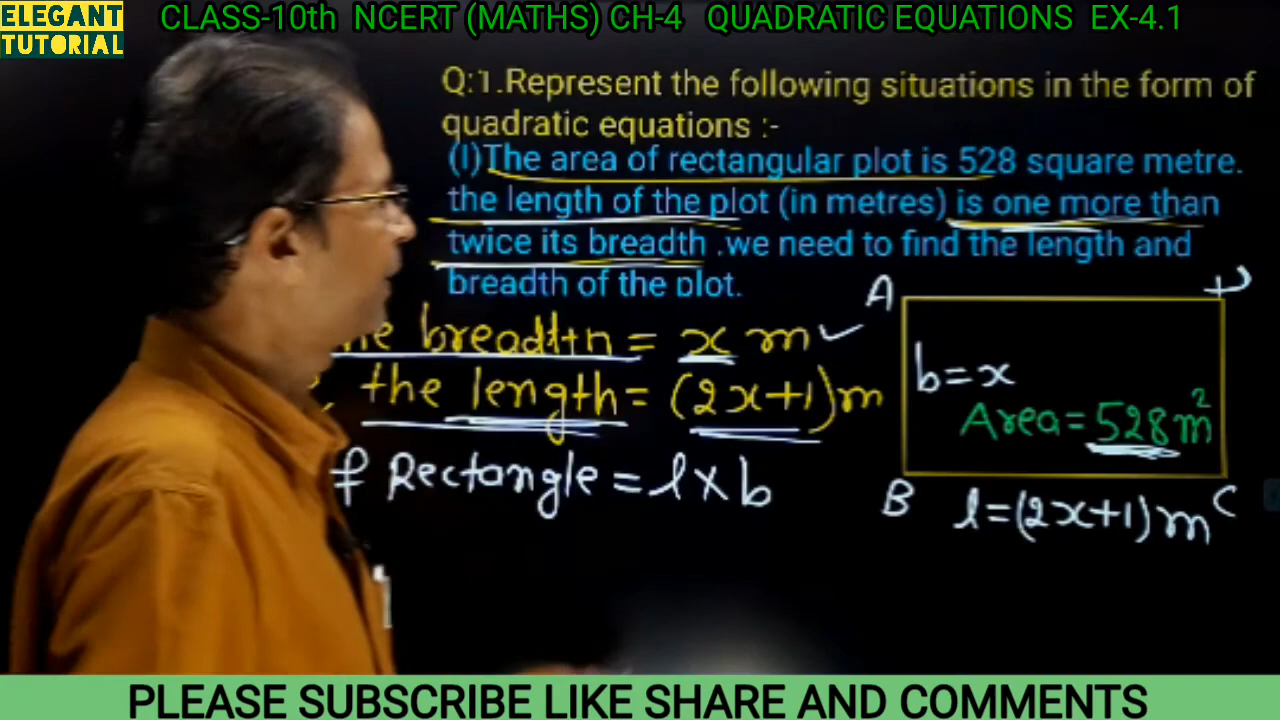 ELEGANT
TUTORIAL
CLASS-10th NCERT (MATHS) CH-4 QUADRATIC EQUATIONS EX-4.1
Q:1.Represent the following situations in the form of
quadratic equations :-
(I)The area of rectangular plot is 528 square metre.
the length of the plot (in metres) is one more than
twice its breadth .we need to find the length and
breadth of the plot.
breadth = x m ✓
the length = (2x+1)m
f Rectangle = l x b
A
D
b=x
Area = 528m²
B
C
l=(2x+1)m
PLEASE SUBSCRIBE LIKE SHARE AND COMMENTS